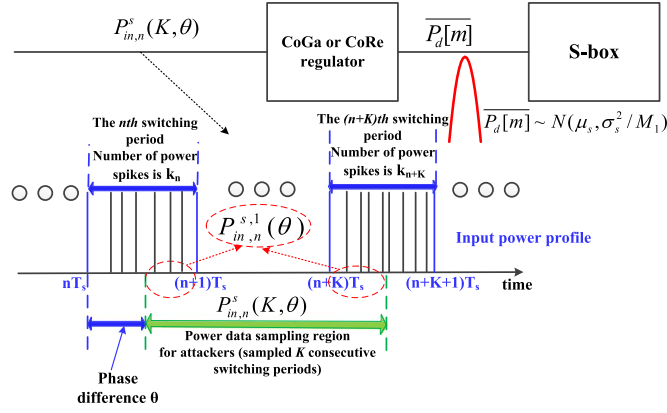 P^s_{in,n}(K,θ)
CoGa or CoRe
regulator
\overline{P_d[m]}
S-box
The nth switching
period
Number of power
spikes is k_n
The (n+K)th switching
period
Number of power
spikes is k_{n+K}
\overline{P_d[m]} ~ N(μ_s, σ_s^2 / M_1)
P^{s,1}_{in,n}(θ)
Input power profile
nT_s
(n+1)T_s
(n+K)T_s
(n+K+1)T_s
time
P^s_{in,n}(K,θ)
Power data sampling region
for attackers (sampled K consecutive
switching periods)
Phase
difference θ